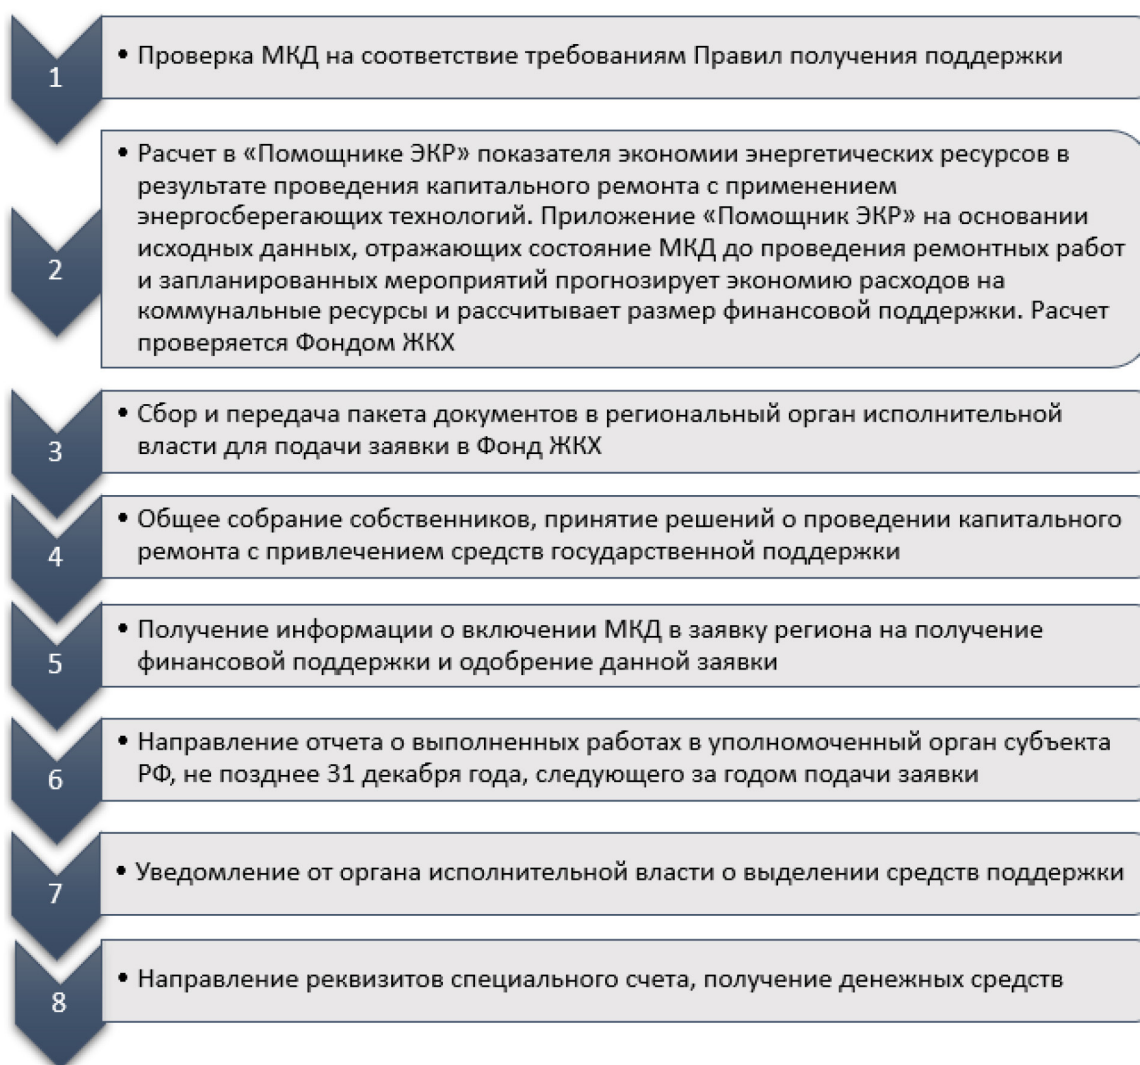 1
• Проверка МКД на соответствие требованиям Правил получения поддержки
2
• Расчет в «Помощнике ЭКР» показателя экономии энергетических ресурсов в
результате проведения капитального ремонта с применением
энергосберегающих технологий. Приложение «Помощник ЭКР» на основании
исходных данных, отражающих состояние МКД до проведения ремонтных работ
и запланированных мероприятий прогнозирует экономию расходов на
коммунальные ресурсы и рассчитывает размер финансовой поддержки. Расчет
проверяется Фондом ЖКХ
3
• Сбор и передача пакета документов в региональный орган исполнительной
власти для подачи заявки в Фонд ЖКХ
4
• Общее собрание собственников, принятие решений о проведении капитального
ремонта с привлечением средств государственной поддержки
5
• Получение информации о включении МКД в заявку региона на получение
финансовой поддержки и одобрение данной заявки
6
• Направление отчета о выполненных работах в уполномоченный орган субъекта
РФ, не позднее 31 декабря года, следующего за годом подачи заявки
7
• Уведомление от органа исполнительной власти о выделении средств поддержки
8
• Направление реквизитов специального счета, получение денежных средств